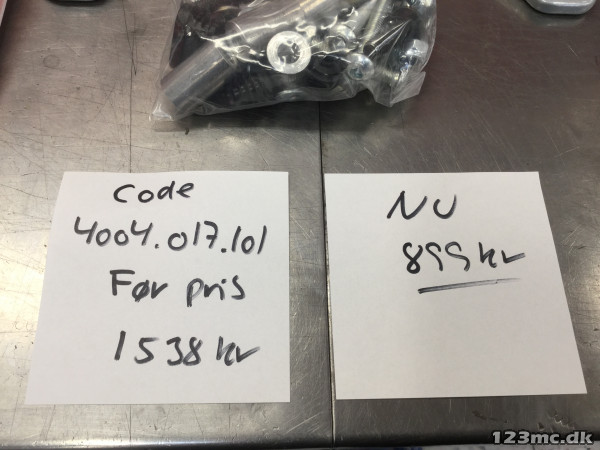 Code
4004.017.101
Før pris
1538 kr
NU
899 kr
123mc.dk